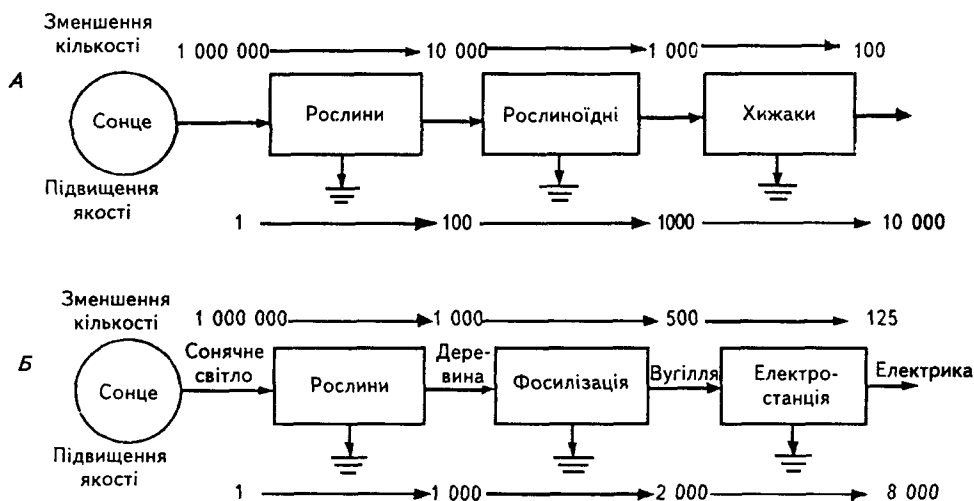 Зменшення
кількості
1 000 000 10 000 1 000 100
А
Сонце Рослини Рослиноїдні Хижаки
Підвищення
якості
1 100 1000 10 000
Зменшення
кількості
1 000 000 1 000 500 125
Б
Сонячне
світло
Дере-
вина
Вугілля
Електрика
Сонце Рослини Фосилізація
Електро-
станція
Підвищення
якості
1 1 000 2 000 8 000